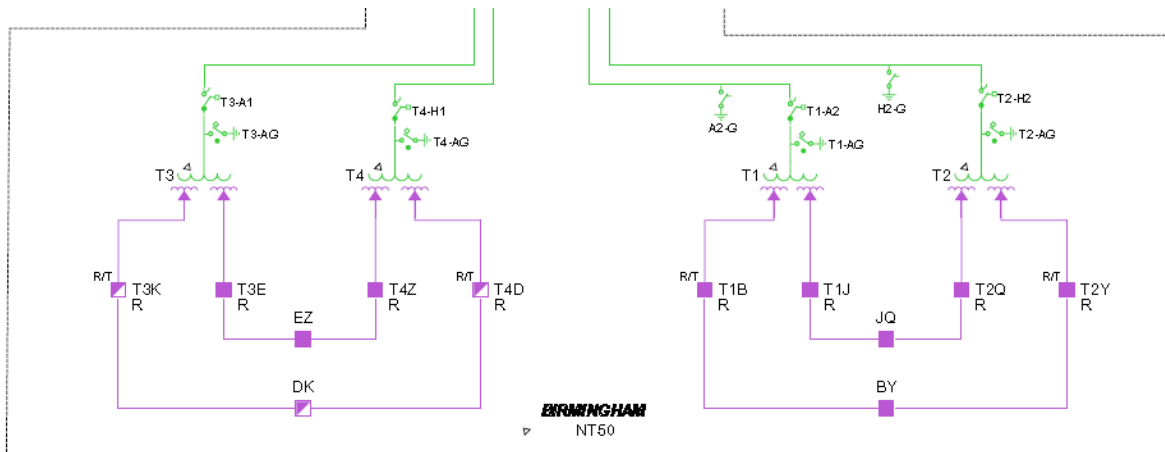 T3-A1
T4-H1
A2-G
T1-A2
H2-G
T2-H2
T3-AG
T4-AG
T1-AG
T2-AG
T3
T4
T1
T2
R/T
R/T
R/T
R/T
T3K
R
T3E
R
T4Z
R
T4D
R
T1B
R
T1J
R
T2Q
R
T2Y
R
EZ
JQ
DK
BY
BIRMINGHAM
NT50